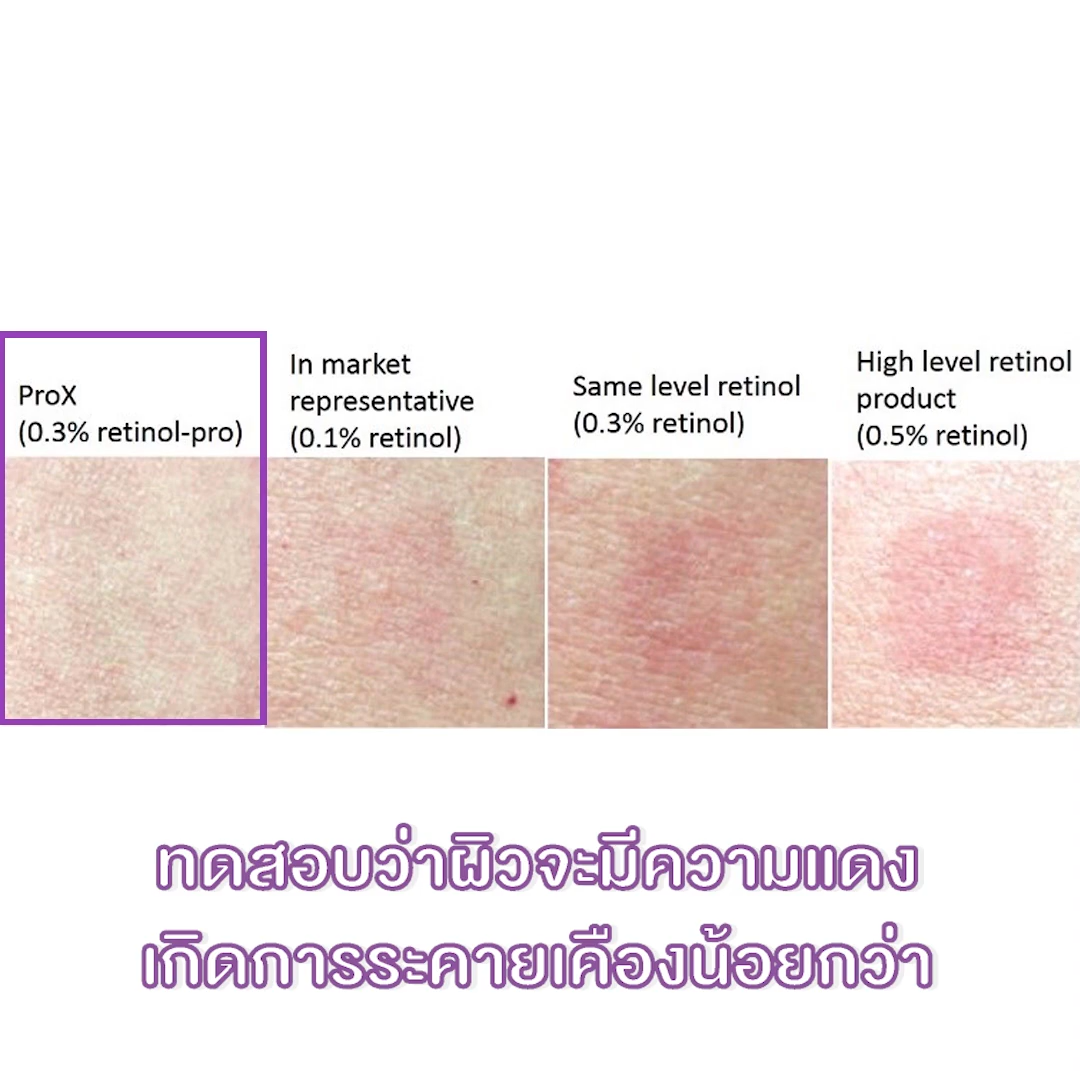 ProX
(0.3% retinol-pro)
In market
representative
(0.1% retinol)
Same level retinol
(0.3% retinol)
High level retinol
product
(0.5% retinol)
ทดสอบว่าผิวจะมีความแดง
เกิดการระคายเคืองน้อยกว่า